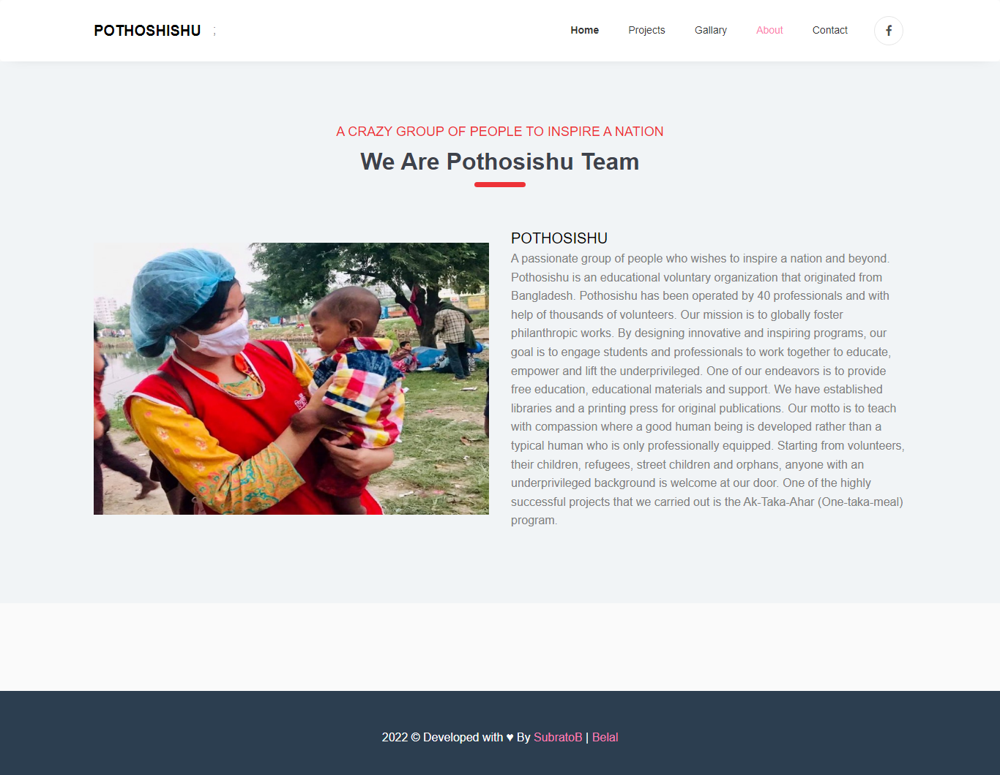 POTHOSHISHU ;
Home Projects Gallary About Contact
A CRAZY GROUP OF PEOPLE TO INSPIRE A NATION
We Are Pothosishu Team
POTHOSISHU
A passionate group of people who wishes to inspire a nation and beyond.
Pothosishu is an educational voluntary organization that originated from
Bangladesh. Pothosishu has been operated by 40 professionals and with
help of thousands of volunteers. Our mission is to globally foster
philanthropic works. By designing innovative and inspiring programs, our
goal is to engage students and professionals to work together to educate,
empower and lift the underprivileged. One of our endeavors is to provide
free education, educational materials and support. We have established
libraries and a printing press for original publications. Our motto is to teach
with compassion where a good human being is developed rather than a
typical human who is only professionally equipped. Starting from volunteers,
their children, refugees, street children and orphans, anyone with an
underprivileged background is welcome at our door. One of the highly
successful projects that we carried out is the Ak-Taka-Ahar (One-taka-meal)
program.
2022 © Developed with ♥ By SubratoB | Belal